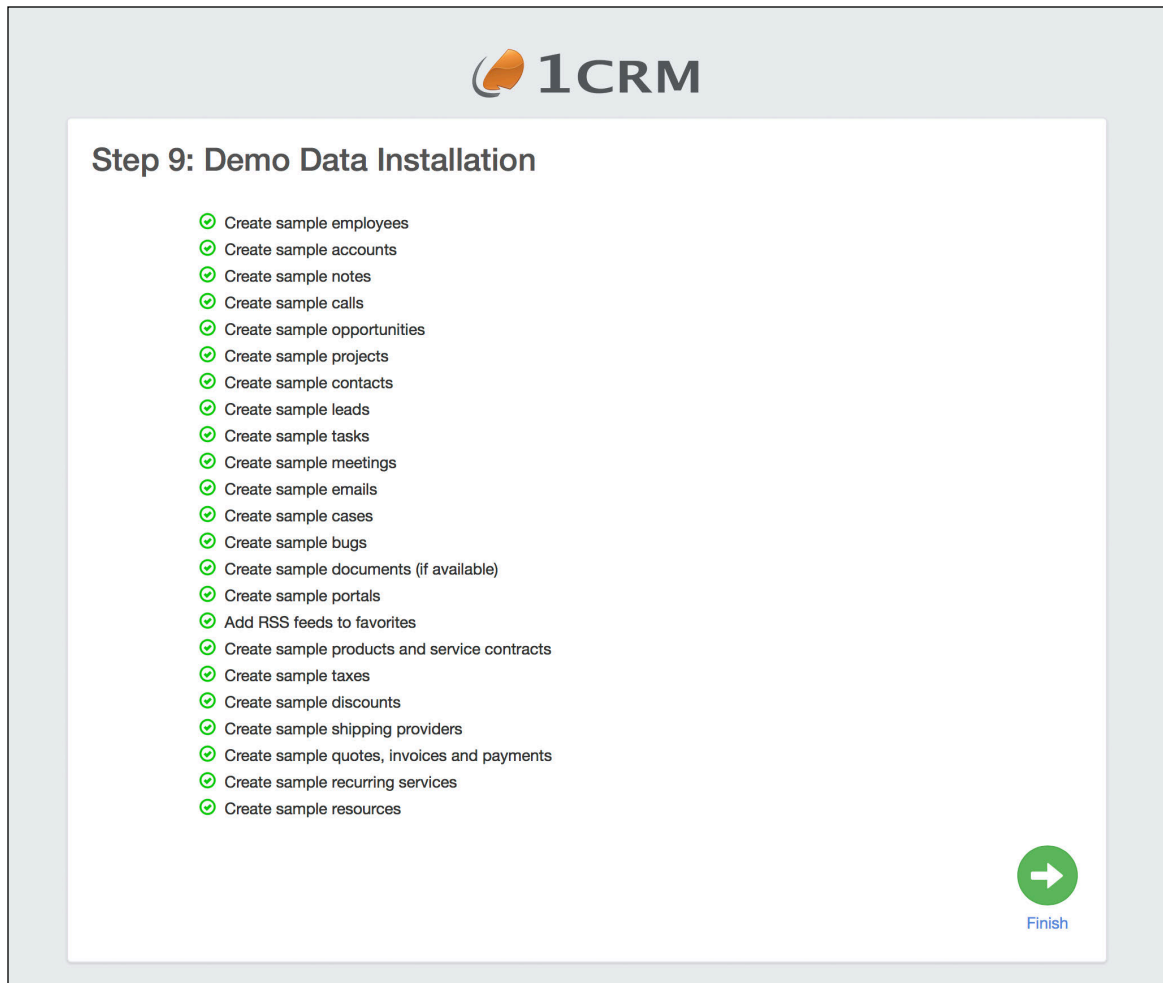 1CRM
Step 9: Demo Data Installation
Create sample employees
Create sample accounts
Create sample notes
Create sample calls
Create sample opportunities
Create sample projects
Create sample contacts
Create sample leads
Create sample tasks
Create sample meetings
Create sample emails
Create sample cases
Create sample bugs
Create sample documents (if available)
Create sample portals
Add RSS feeds to favorites
Create sample products and service contracts
Create sample taxes
Create sample discounts
Create sample shipping providers
Create sample quotes, invoices and payments
Create sample recurring services
Create sample resources
Finish